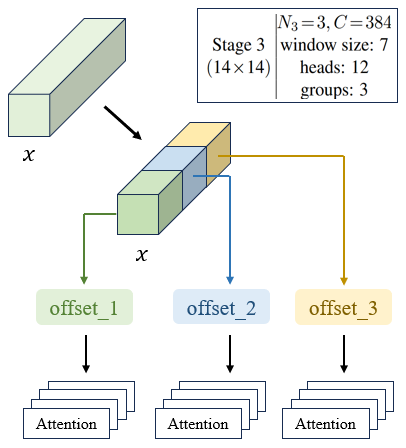 N₃=3, C=384
Stage 3 window size: 7
(14×14) heads: 12
groups: 3
x
x
offset_1 offset_2 offset_3
Attention Attention Attention